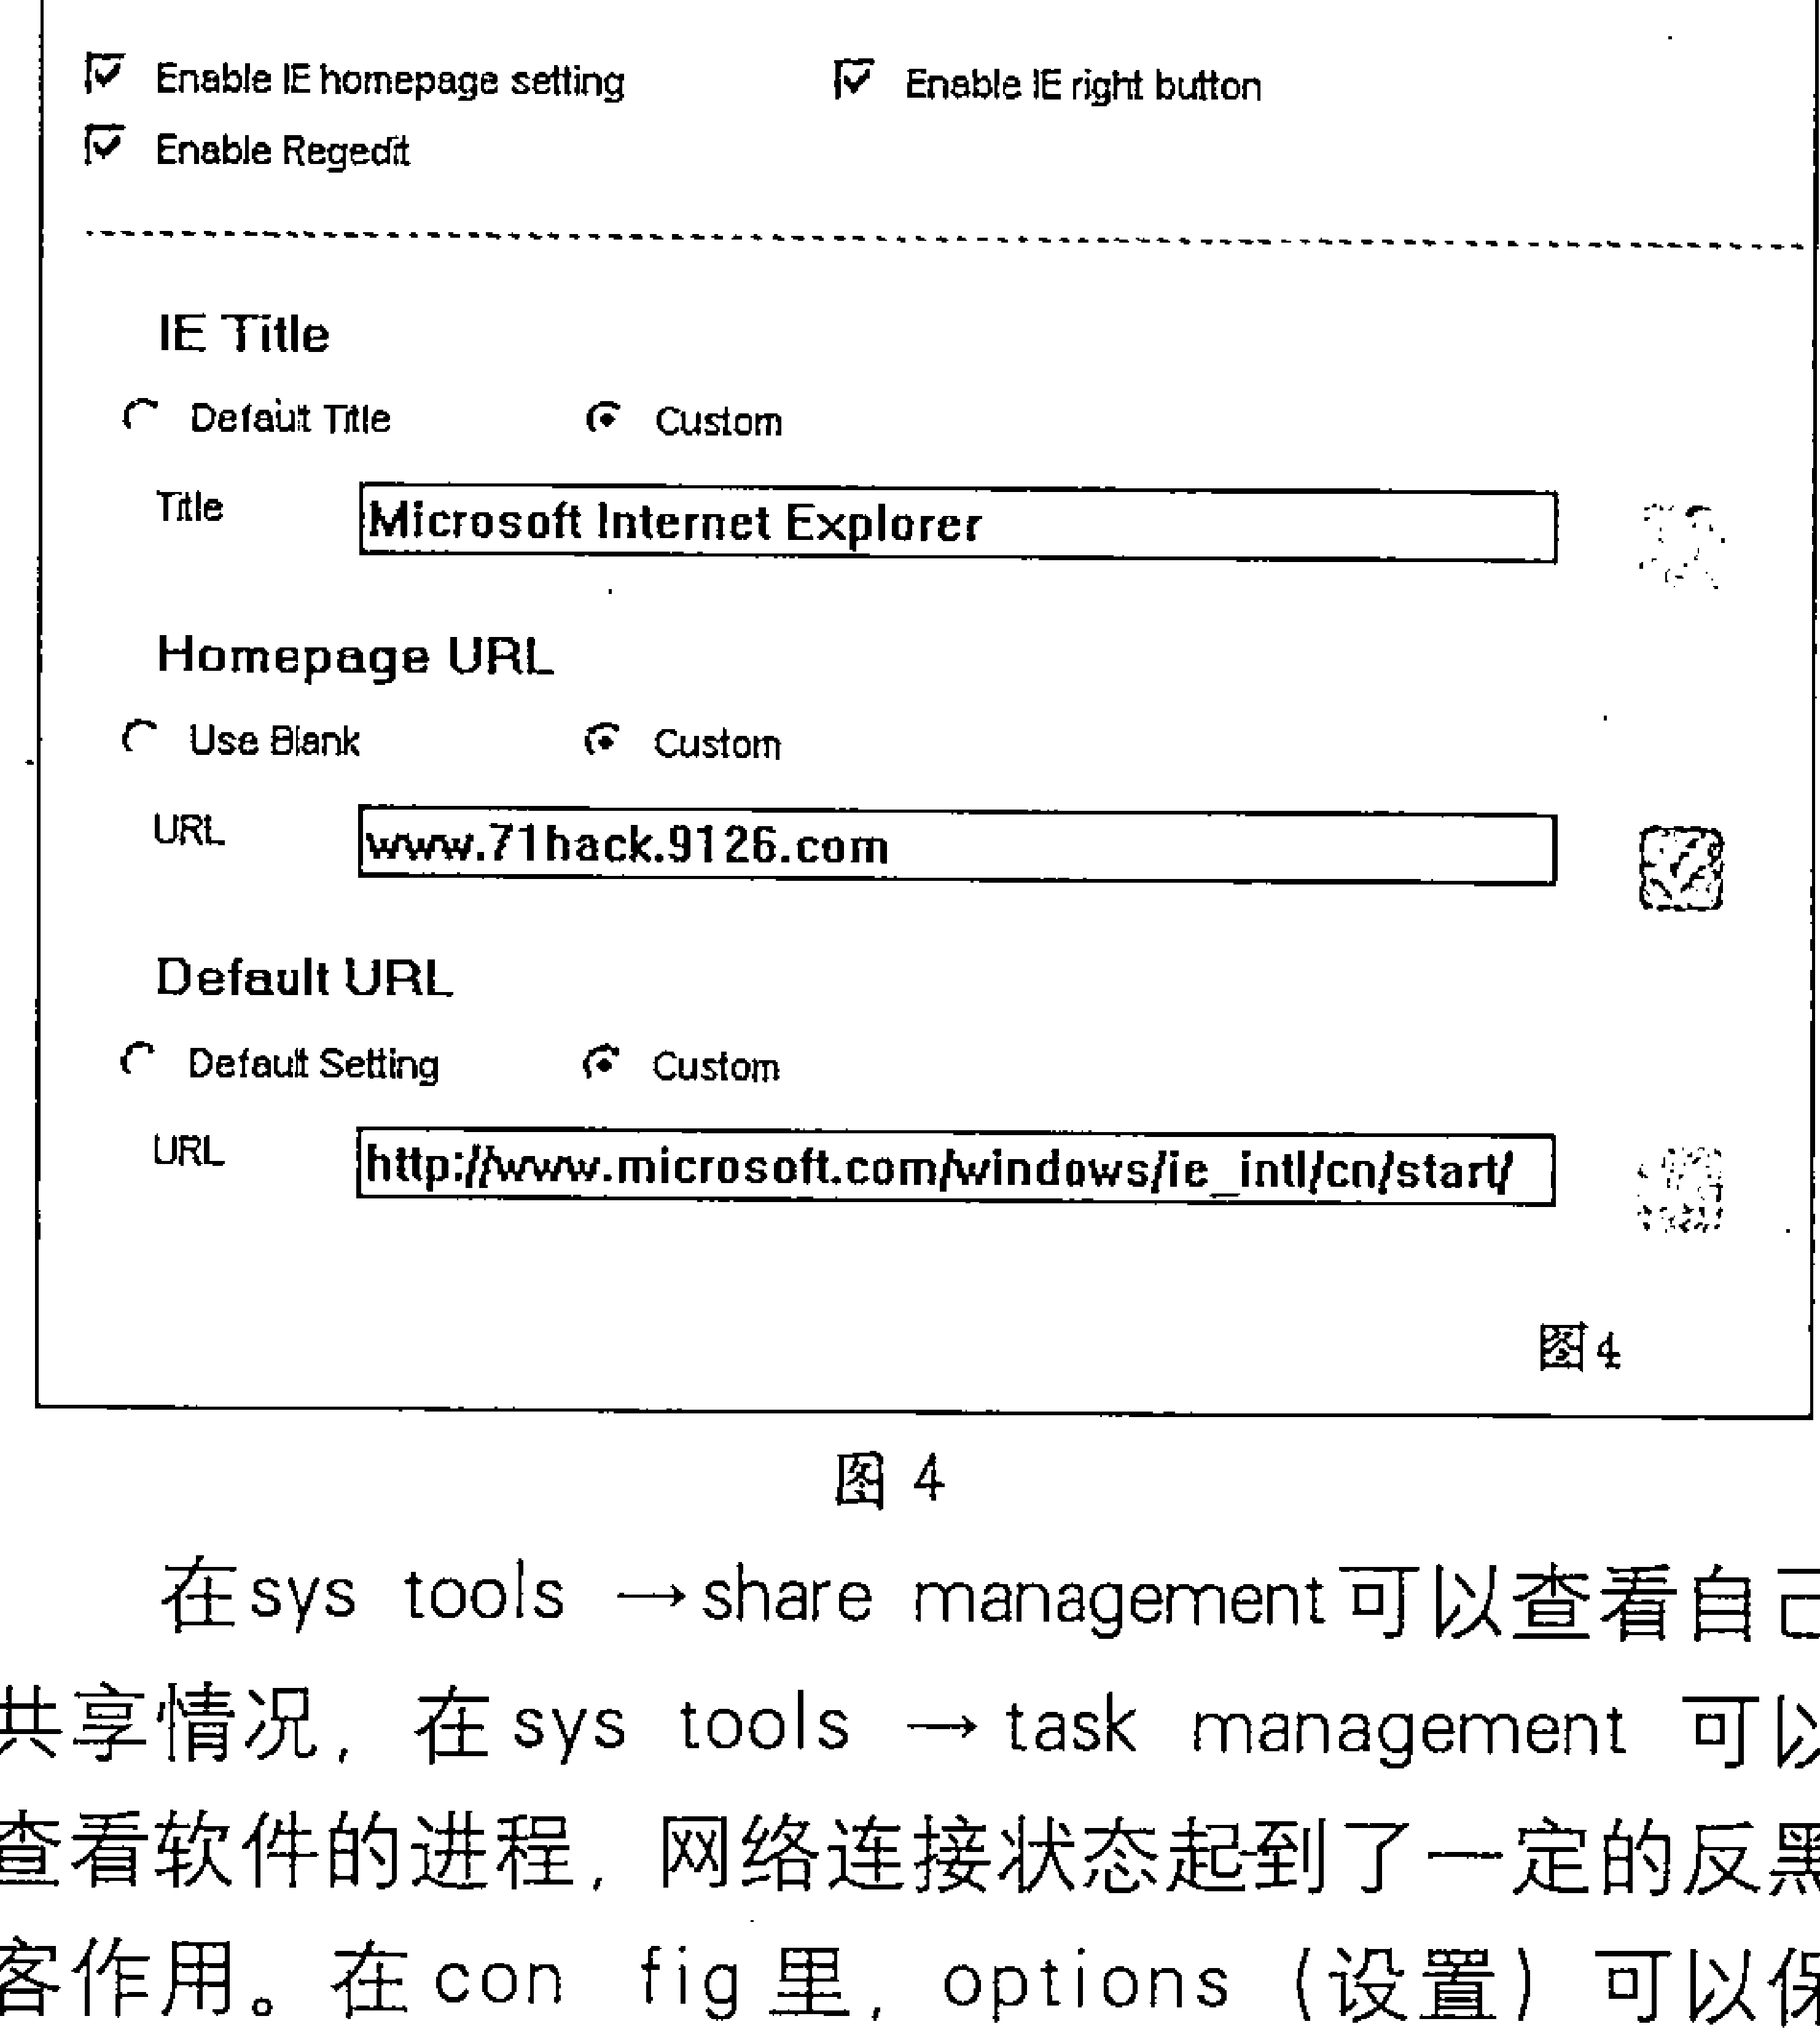 Enable IE homepage setting Enable IE right button
Enable Regedit
IE Title
Default Title Custom
Title Microsoft Internet Explorer
Homepage URL
Use Blank Custom
URL www.71hack.9126.com
Default URL
Default Setting Custom
URL http://www.microsoft.com/windows/ie_intl/cn/start/
图4
图 4
在sys tools →share management可以查看自己
共享情况, 在sys tools →task management 可以
查看软件的进程, 网络连接状态起到了一定的反黑
客作用。在con fig里, options (设置) 可以保